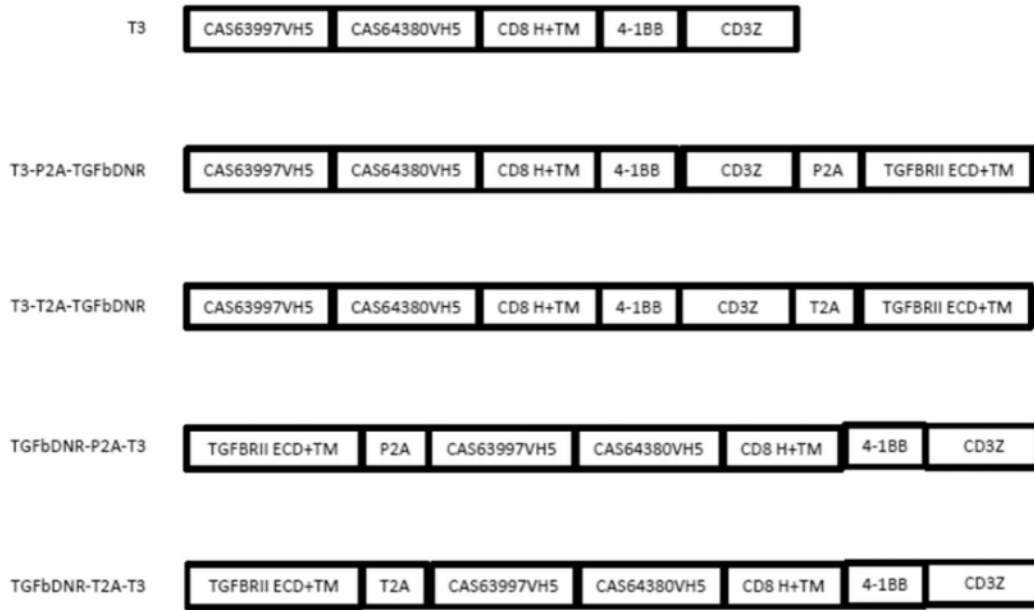 T3 CAS63997VH5 CAS64380VH5 CD8 H+TM 4-1BB CD3Z
T3-P2A-TGFbDNR CAS63997VH5 CAS64380VH5 CD8 H+TM 4-1BB CD3Z P2A TGFBRII ECD+TM
T3-T2A-TGFbDNR CAS63997VH5 CAS64380VH5 CD8 H+TM 4-1BB CD3Z T2A TGFBRII ECD+TM
TGFbDNR-P2A-T3 TGFBRII ECD+TM P2A CAS63997VH5 CAS64380VH5 CD8 H+TM 4-1BB CD3Z
TGFbDNR-T2A-T3 TGFBRII ECD+TM T2A CAS63997VH5 CAS64380VH5 CD8 H+TM 4-1BB CD3Z